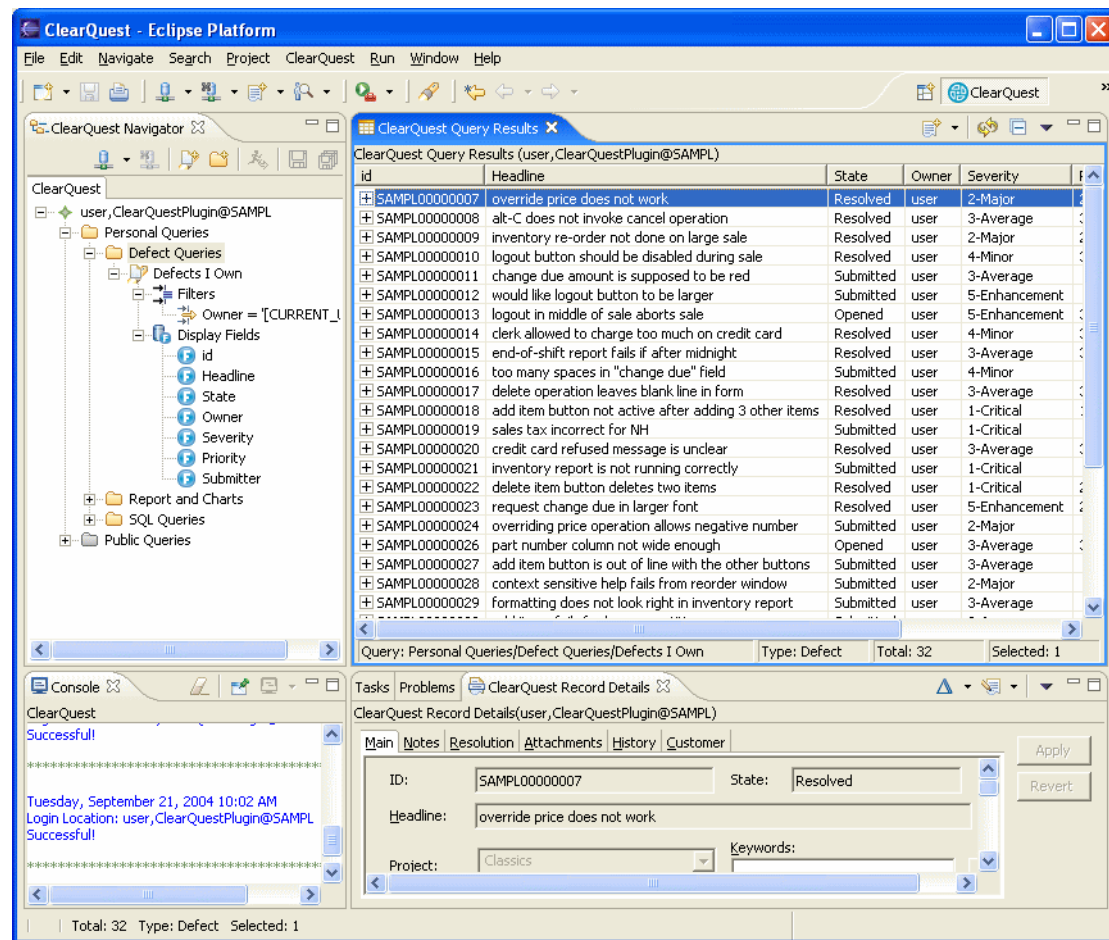 ClearQuest - Eclipse Platform
File Edit Navigate Search Project ClearQuest Run Window Help
ClearQuest
ClearQuest Navigator
ClearQuest
user,ClearQuestPlugin@SAMPL
Personal Queries
Defect Queries
Defects I Own
Filters
Owner = '[CURRENT_
Display Fields
id
Headline
State
Owner
Severity
Priority
Submitter
Report and Charts
SQL Queries
Public Queries
ClearQuest Query Results
ClearQuest Query Results (user,ClearQuestPlugin@SAMPL)
id Headline State Owner Severity
SAMPL00000007 override price does not work Resolved user 2-Major
SAMPL00000008 alt-C does not invoke cancel operation Resolved user 3-Average
SAMPL00000009 inventory re-order not done on large sale Resolved user 2-Major
SAMPL00000010 logout button should be disabled during sale Resolved user 4-Minor
SAMPL00000011 change due amount is supposed to be red Submitted user 3-Average
SAMPL00000012 would like logout button to be larger Submitted user 5-Enhancement
SAMPL00000013 logout in middle of sale aborts sale Opened user 5-Enhancement
SAMPL00000014 clerk allowed to charge too much on credit card Resolved user 4-Minor
SAMPL00000015 end-of-shift report fails if after midnight Resolved user 3-Average
SAMPL00000016 too many spaces in "change due" field Submitted user 4-Minor
SAMPL00000017 delete operation leaves blank line in form Resolved user 3-Average
SAMPL00000018 add item button not active after adding 3 other items Resolved user 1-Critical
SAMPL00000019 sales tax incorrect for NH Submitted user 1-Critical
SAMPL00000020 credit card refused message is unclear Resolved user 3-Average
SAMPL00000021 inventory report is not running correctly Submitted user 1-Critical
SAMPL00000022 delete item button deletes two items Resolved user 1-Critical
SAMPL00000023 request change due in larger font Resolved user 5-Enhancement
SAMPL00000024 overriding price operation allows negative number Submitted user 2-Major
SAMPL00000026 part number column not wide enough Opened user 3-Average
SAMPL00000027 add item button is out of line with the other buttons Submitted user 3-Average
SAMPL00000028 context sensitive help fails from reorder window Submitted user 2-Major
SAMPL00000029 formatting does not look right in inventory report Submitted user 3-Average
Query: Personal Queries/Defect Queries/Defects I Own Type: Defect Total: 32 Selected: 1
Console
ClearQuest
Successful!
****************************************
Tuesday, September 21, 2004 10:02 AM
Login Location: user,ClearQuestPlugin@SAMPL
Successful!
****************************************
Tasks Problems ClearQuest Record Details
ClearQuest Record Details(user,ClearQuestPlugin@SAMPL)
Main Notes Resolution Attachments History Customer
Apply
Revert
ID: SAMPL00000007 State: Resolved
Headline: override price does not work
Project: Classics Keywords:
Total: 32 Type: Defect Selected: 1